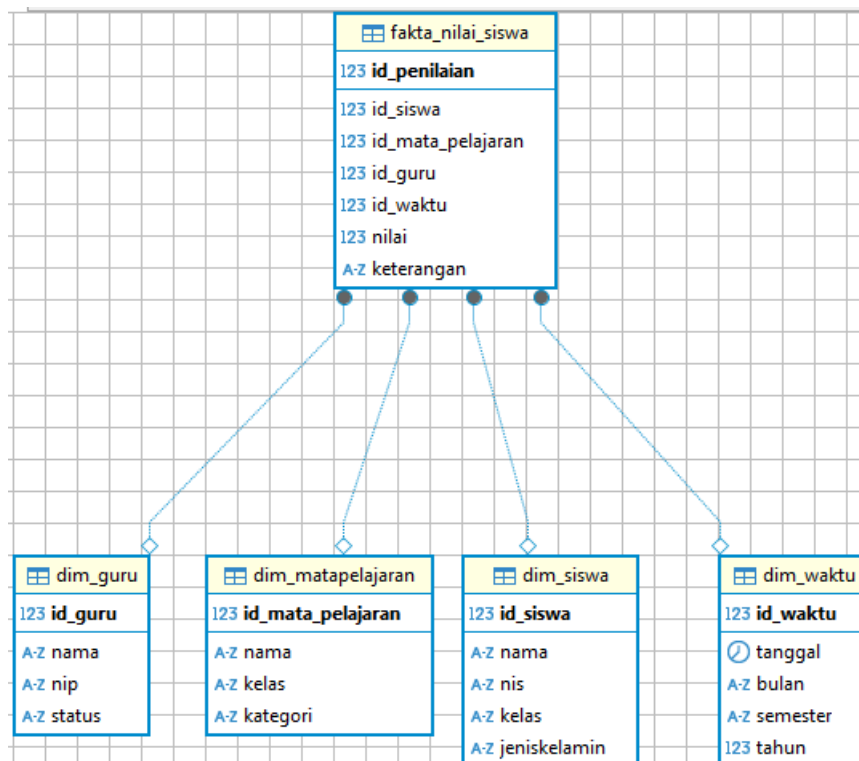 fakta_nilai_siswa
123 id_penilaian
123 id_siswa
123 id_mata_pelajaran
123 id_guru
123 id_waktu
123 nilai
A-Z keterangan
dim_guru
123 id_guru
A-Z nama
A-Z nip
A-Z status
dim_matapelajaran
123 id_mata_pelajaran
A-Z nama
A-Z kelas
A-Z kategori
dim_siswa
123 id_siswa
A-Z nama
A-Z nis
A-Z kelas
A-Z jeniskelamin
dim_waktu
123 id_waktu
tanggal
A-Z bulan
A-Z semester
123 tahun